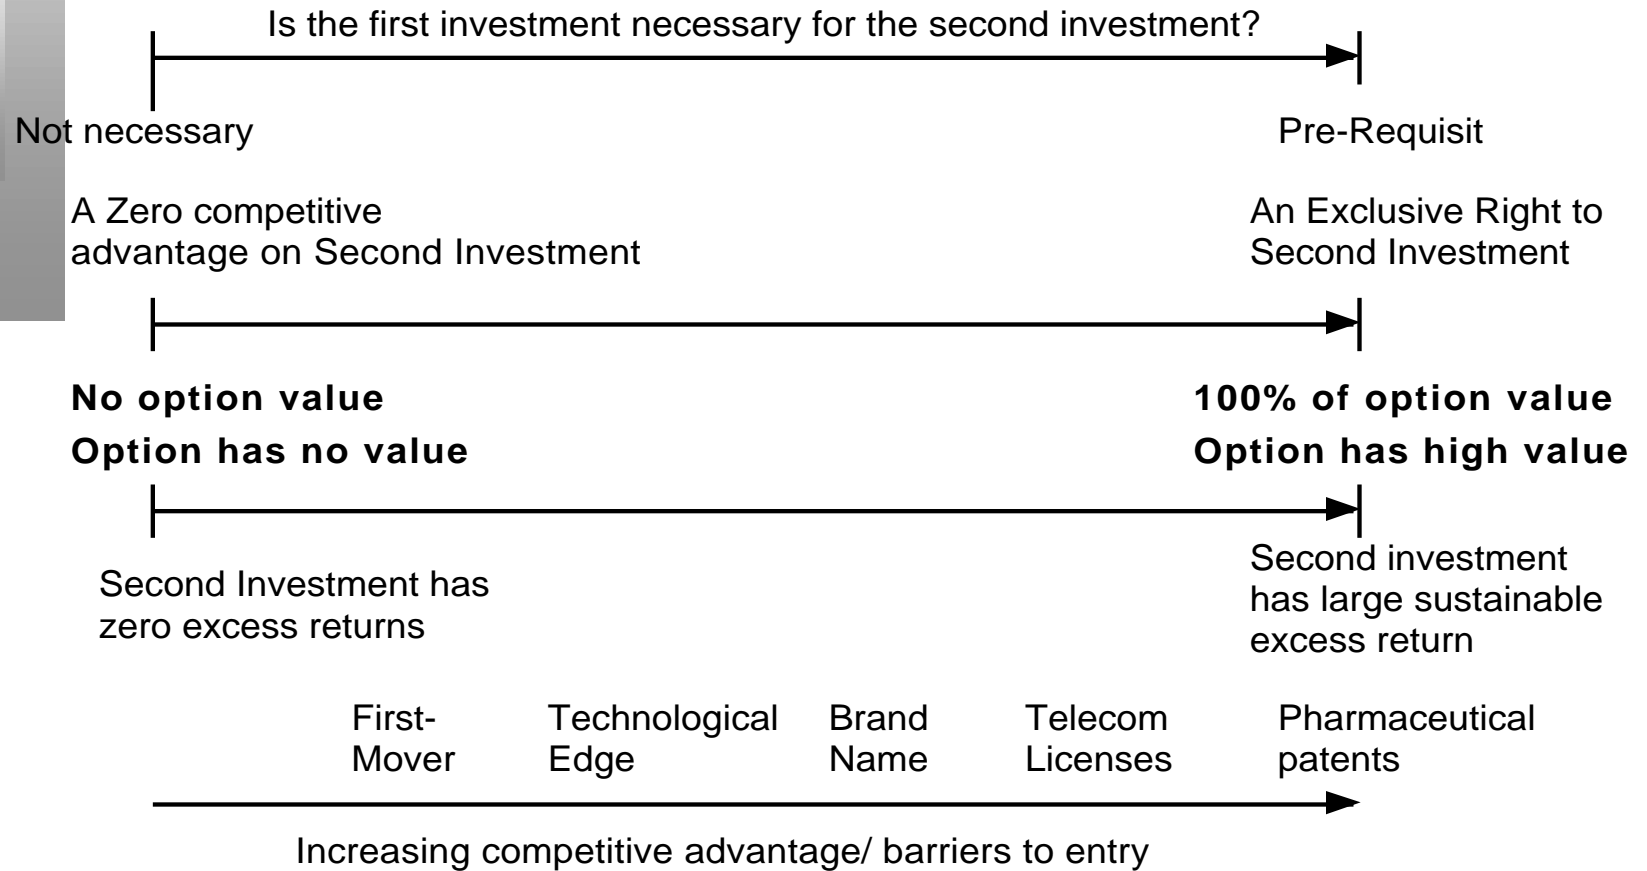 Is the first investment necessary for the second investment?
Not necessary
Pre-Requisit
A Zero competitive
advantage on Second Investment
An Exclusive Right to
Second Investment
No option value
Option has no value
100% of option value
Option has high value
Second Investment has
zero excess returns
Second investment
has large sustainable
excess return
First-
Mover
Technological
Edge
Brand
Name
Telecom
Licenses
Pharmaceutical
patents
Increasing competitive advantage/ barriers to entry